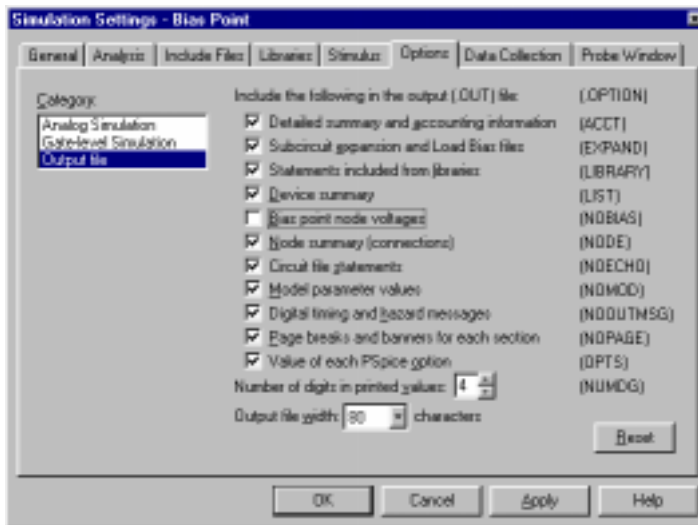 Simulation Settings - Bias Point
General Analysis Include Files Libraries Stimulus Options Data Collection Probe Window
Category:
Analog Simulation
Gate-level Simulation
Output file
Include the following in the output (.OUT) file: (.OPTION)
Detailed summary and accounting information (ACCT)
Subcircuit expansion and Load Bias files (EXPAND)
Statements included from libraries (LIBRARY)
Device summary (LIST)
Bias point node voltages (NOBIAS)
Node summary (connections) (NODE)
Circuit file statements (NOECHO)
Model parameter values (NOMOD)
Digital timing and hazard messages (NOOUTMSG)
Page breaks and banners for each section (NOPAGE)
Value of each PSpice option (OPTS)
Number of digits in printed values: 4 (NUMDG)
Output file width: 80 characters
Reset
OK Cancel Apply Help